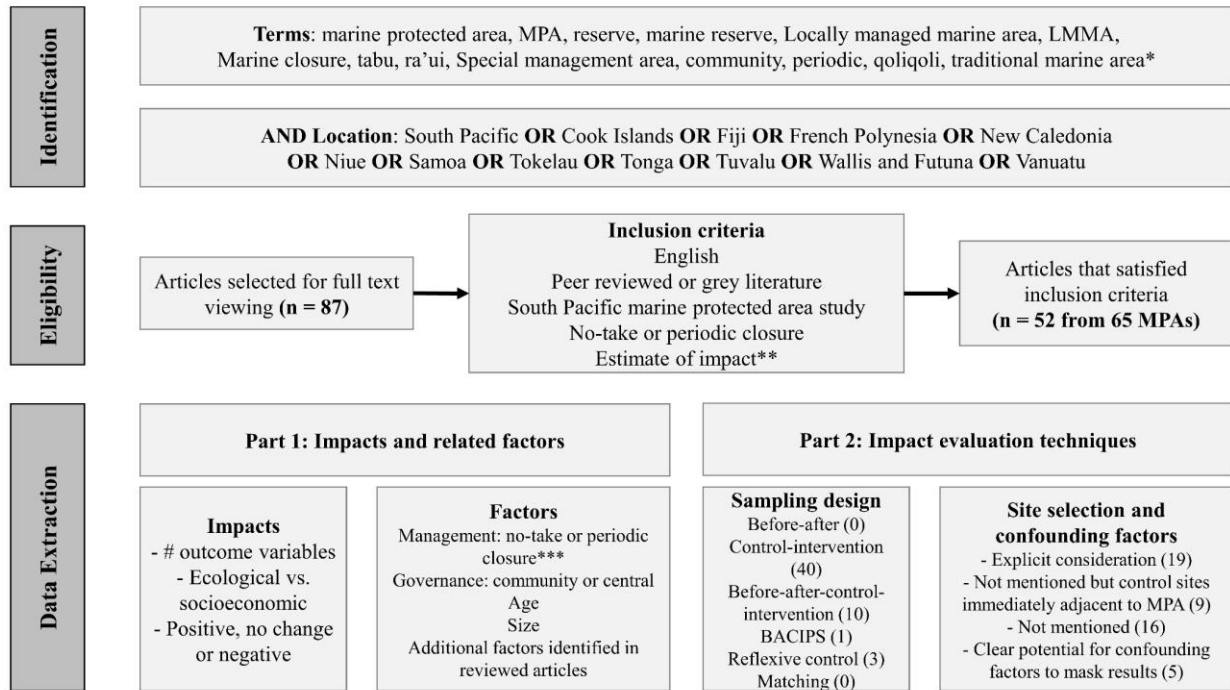 Identification
Terms: marine protected area, MPA, reserve, marine reserve, Locally managed marine area, LMMA,
Marine closure, tabu, ra’ui, Special management area, community, periodic, qoliqoli, traditional marine area*
AND Location: South Pacific OR Cook Islands OR Fiji OR French Polynesia OR New Caledonia
OR Niue OR Samoa OR Tokelau OR Tonga OR Tuvalu OR Wallis and Futuna OR Vanuatu
Eligibility
Articles selected for full text
viewing (n = 87)
Inclusion criteria
English
Peer reviewed or grey literature
South Pacific marine protected area study
No-take or periodic closure
Estimate of impact**
Articles that satisfied
inclusion criteria
(n = 52 from 65 MPAs)
Data Extraction
Part 1: Impacts and related factors
Impacts
- # outcome variables
- Ecological vs.
socioeconomic
- Positive, no change
or negative
Factors
Management: no-take or periodic
closure***
Governance: community or central
Age
Size
Additional factors identified in
reviewed articles
Part 2: Impact evaluation techniques
Sampling design
Before-after (0)
Control-intervention
(40)
Before-after-control-
intervention (10)
BACIPS (1)
Reflexive control (3)
Matching (0)
Site selection and
confounding factors
- Explicit consideration (19)
- Not mentioned but control sites
immediately adjacent to MPA (9)
- Not mentioned (16)
- Clear potential for confounding
factors to mask results (5)